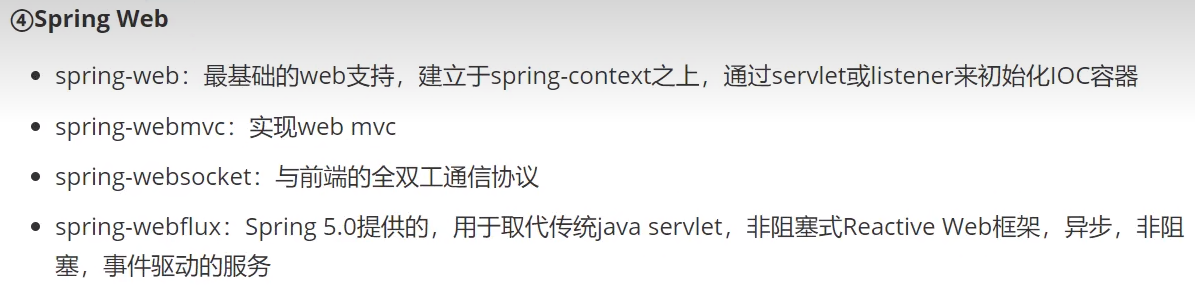 ④Spring Web
• spring-web：最基础的web支持，建立于spring-context之上，通过servlet或listener来初始化IOC容器
• spring-webmvc：实现web mvc
• spring-websocket：与前端的全双工通信协议
• spring-webflux：Spring 5.0提供的，用于取代传统java servlet，非阻塞式Reactive Web框架，异步，非阻
塞，事件驱动的服务